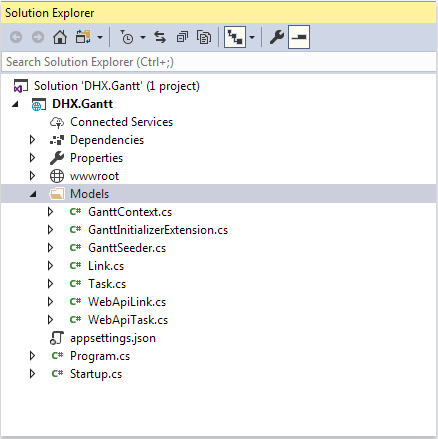 Solution Explorer
Search Solution Explorer (Ctrl+;)
Solution 'DHX.Gantt' (1 project)
DHX.Gantt
Connected Services
Dependencies
Properties
wwwroot
Models
C# GanttContext.cs
C# GanttInitializerExtension.cs
C# GanttSeeder.cs
C# Link.cs
C# Task.cs
C# WebApiLink.cs
C# WebApiTask.cs
appsettings.json
C# Program.cs
C# Startup.cs